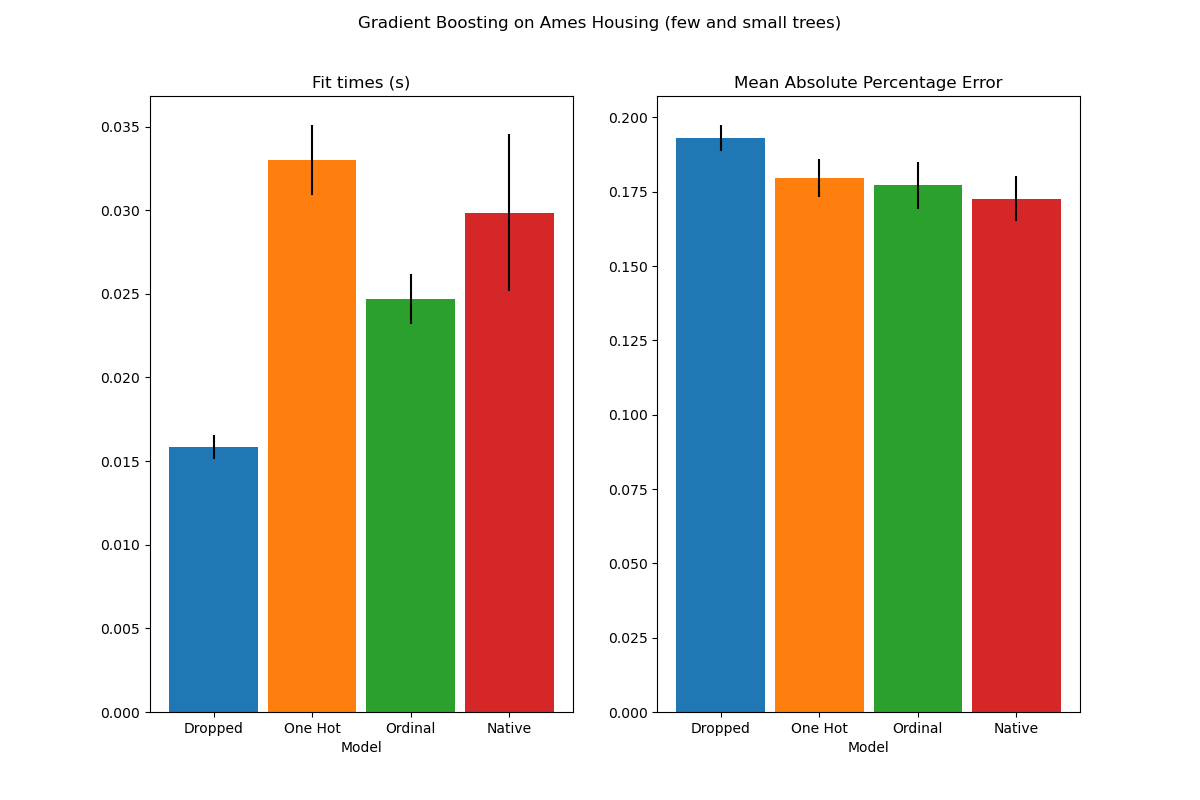 Gradient Boosting on Ames Housing (few and small trees)
Fit times (s)
0.035
0.030
0.025
0.020
0.015
0.010
0.005
0.000
Dropped One Hot Ordinal Native
Model
Mean Absolute Percentage Error
0.200
0.175
0.150
0.125
0.100
0.075
0.050
0.025
0.000
Dropped One Hot Ordinal Native
Model